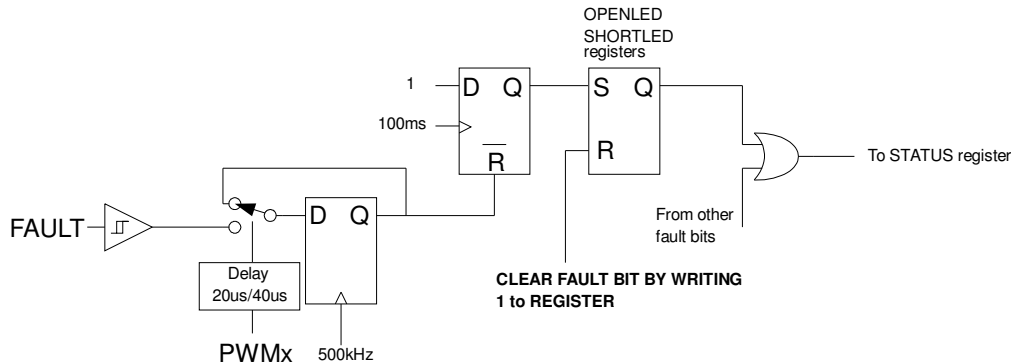 OPENLED
SHORTLED
registers
1
D Q
S Q
100ms
R
R
To STATUS register
From other
fault bits
FAULT
D Q
CLEAR FAULT BIT BY WRITING
1 to REGISTER
Delay
20us/40us
PWMx
500kHz